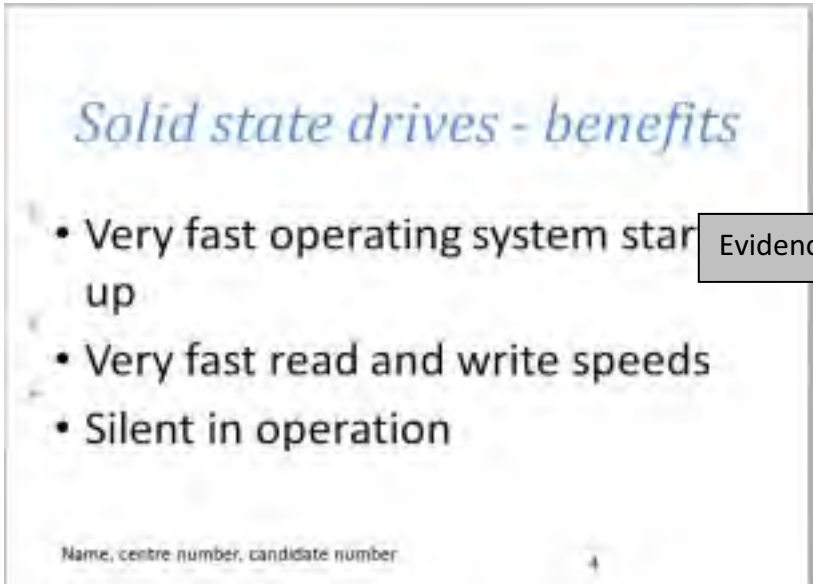 Solid state drives - benefits
• Very fast operating system star
up
Evidenc
• Very fast read and write speeds
• Silent in operation
Name, centre number, candidate number
4